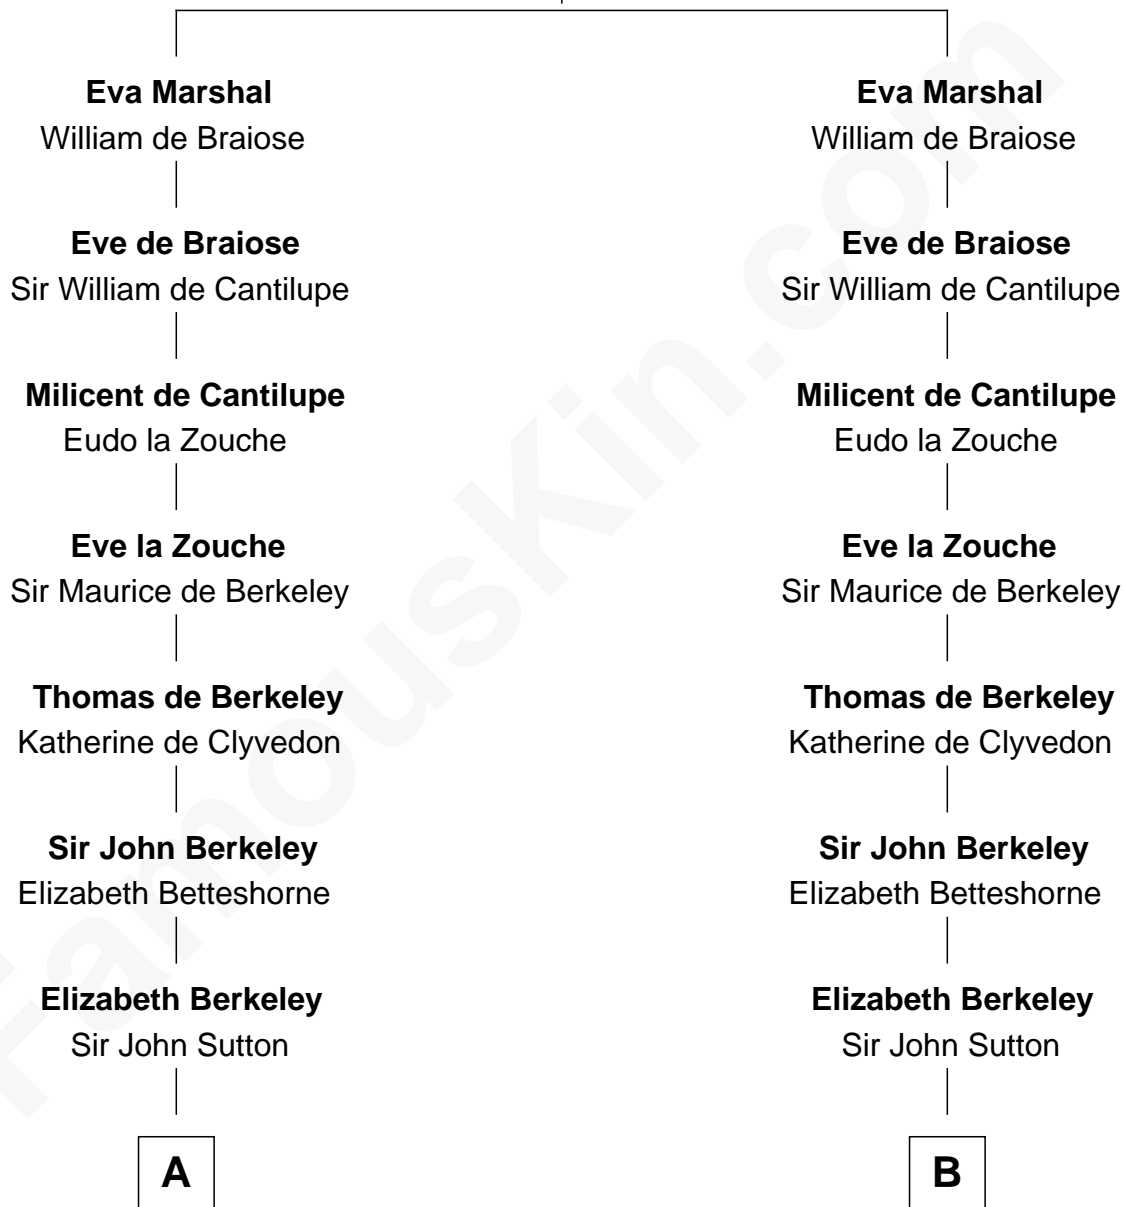 Eva Marshal Eva Marshal
William de Braiose William de Braiose
Eve de Braiose Eve de Braiose
Sir William de Cantilupe Sir William de Cantilupe
Milicent de Cantilupe Milicent de Cantilupe
Eudo la Zouche Eudo la Zouche
Eve la Zouche Eve la Zouche
Sir Maurice de Berkeley Sir Maurice de Berkeley
Thomas de Berkeley Thomas de Berkeley
Katherine de Clyvedon Katherine de Clyvedon
Sir John Berkeley Sir John Berkeley
Elizabeth Betteshorne Elizabeth Betteshorne
Elizabeth Berkeley Elizabeth Berkeley
Sir John Sutton Sir John Sutton
A B
FamousKin.com